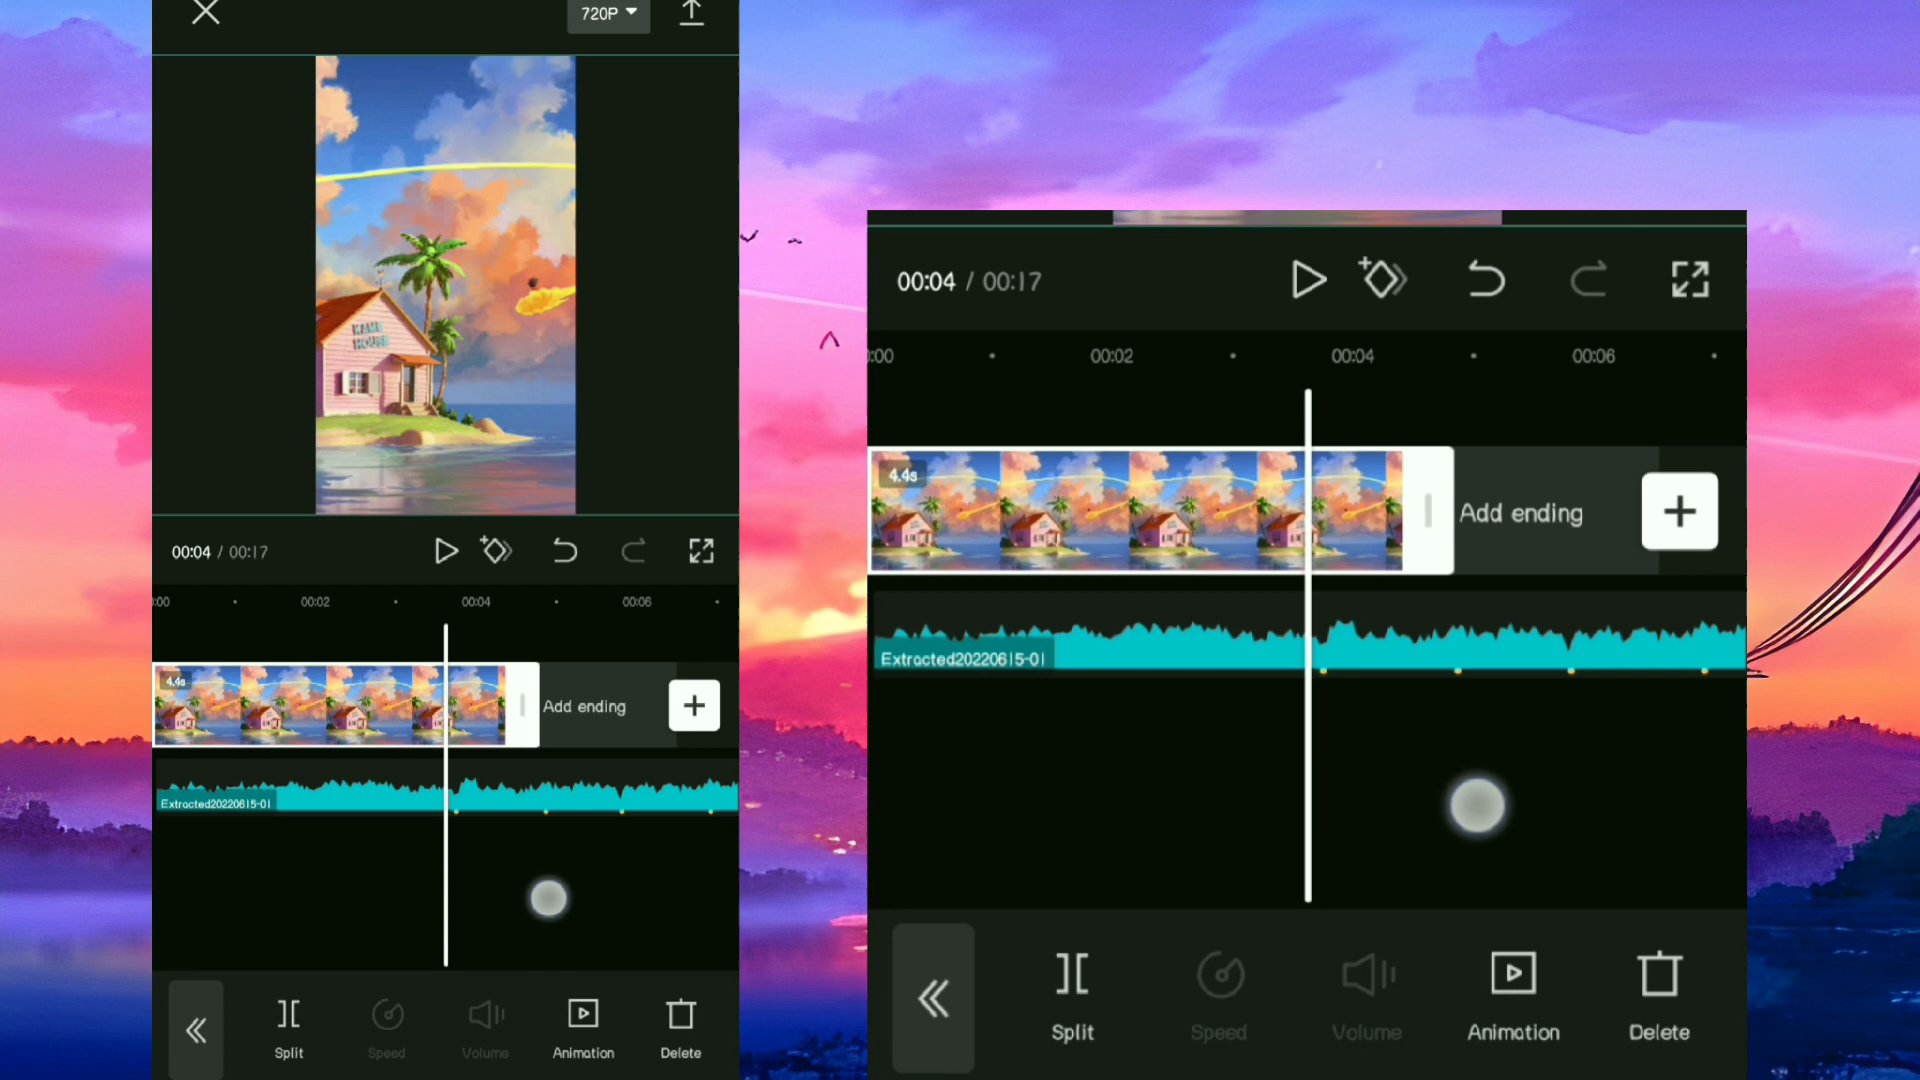 720P
KAME
HOUSE
00:04 / 00:17
:00 00:02 00:04 00:06
4.4s
Add ending
Extracted20220615-01
Split Speed Volume Animation Delete
00:04 / 00:17
:00 00:02 00:04 00:06
4.4s
Add ending
Extracted20220615-01
Split Speed Volume Animation Delete